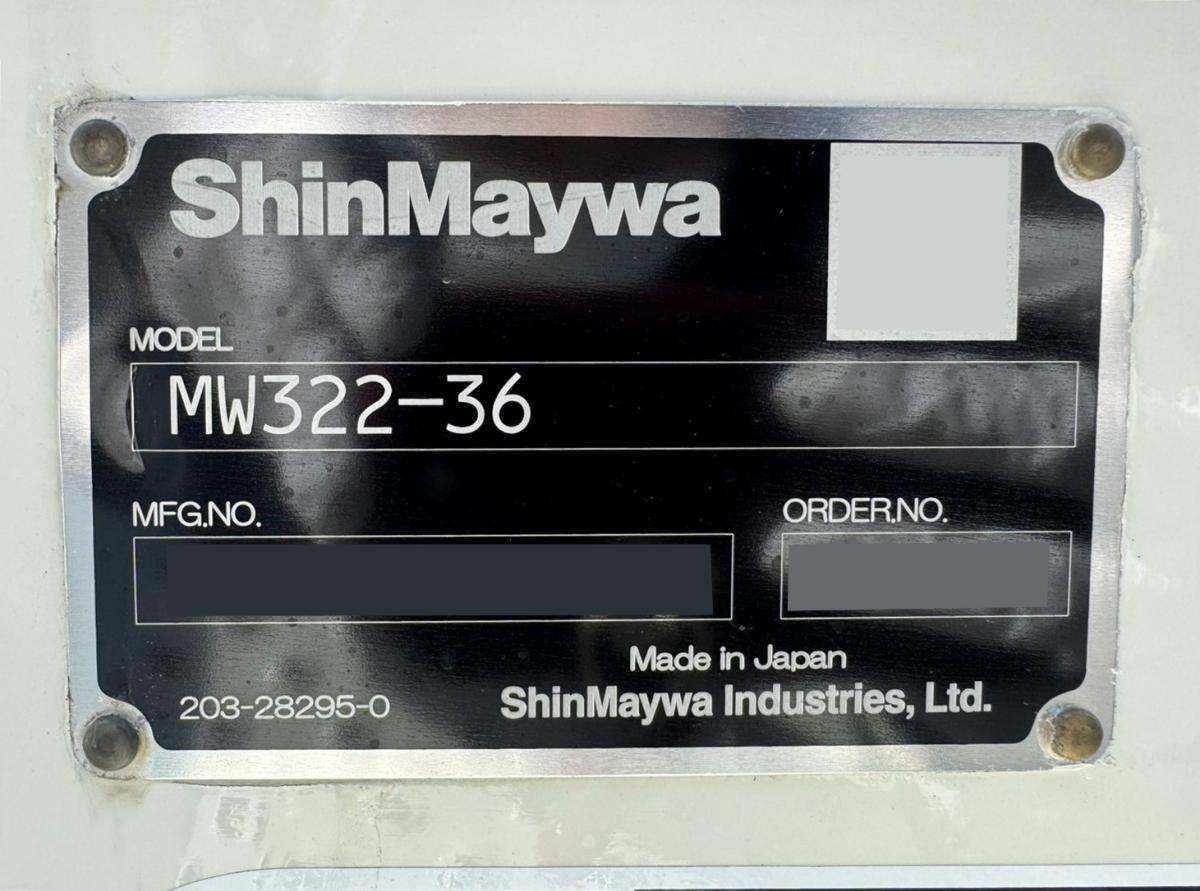 ShinMaywa
MODEL
MW322-36
MFG.NO.
ORDER.NO.
Made in Japan
203-28295-0
ShinMaywa Industries, Ltd.